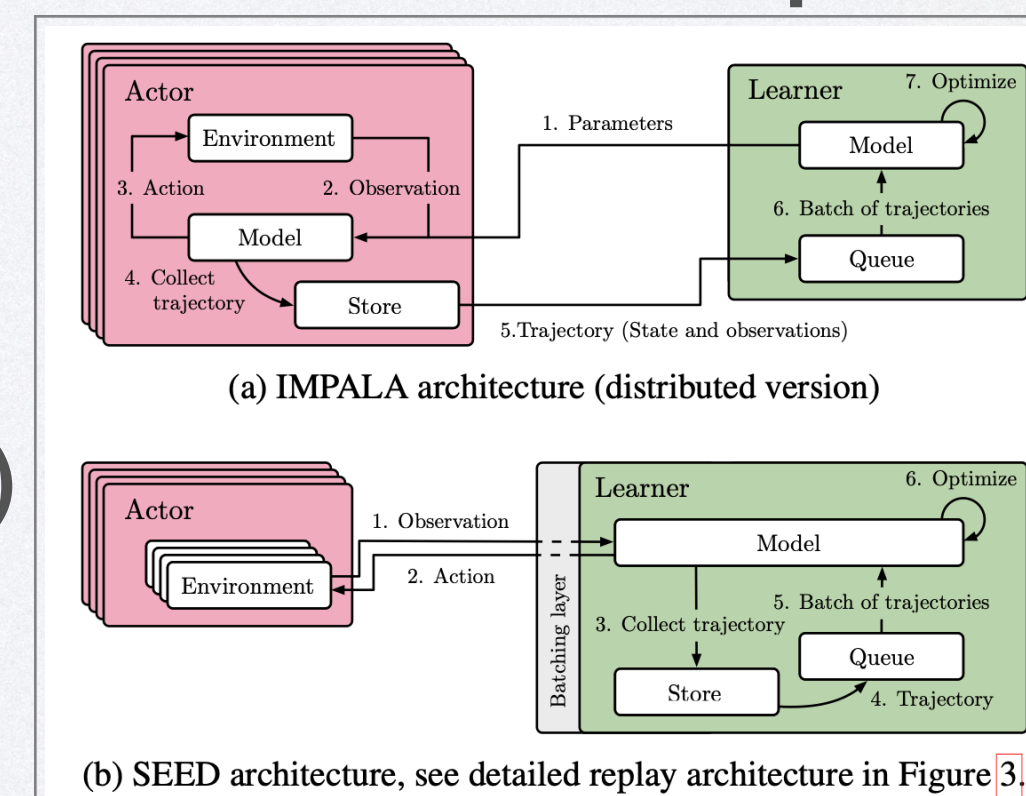 Actor
Environment
3. Action
2. Observation
Model
4. Collect
trajectory
Store
1. Parameters
Learner
7. Optimize
Model
6. Batch of trajectories
Queue
5.Trajectory (State and observations)
(a) IMPALA architecture (distributed version)
Actor
Environment
1. Observation
2. Action
Batching layer
Learner
6. Optimize
Model
3. Collect trajectory
5. Batch of trajectories
Queue
Store
4. Trajectory
(b) SEED architecture, see detailed replay architecture in Figure 3.